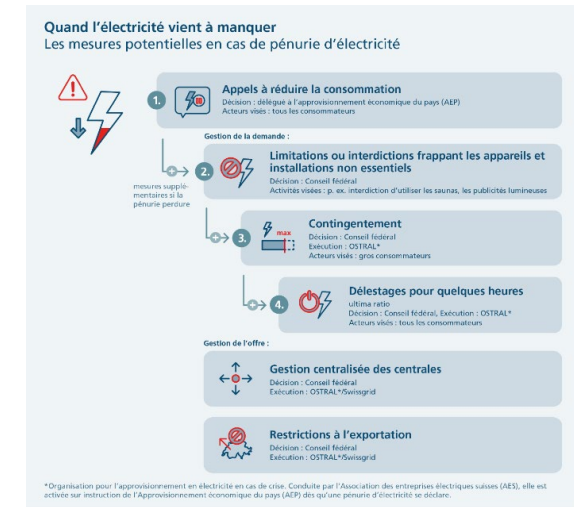 Quand l'électricité vient à manquer
Les mesures potentielles en cas de pénurie d'électricité
1.
Appels à réduire la consommation
Décision : délégué à l'approvisionnement économique du pays (AEP)
Acteurs visés : tous les consommateurs
Gestion de la demande :
2.
Limitations ou interdictions frappant les appareils et
installations non essentiels
Décision : Conseil fédéral
Activités visées : p. ex. interdiction d'utiliser les saunas, les publicités lumineuses
mesures supplé-
mentaires si la
pénurie perdure
3.
max
Contingentement
Décision : Conseil fédéral
Exécution : OSTRAL*
Acteurs visés : gros consommateurs
4.
Délestages pour quelques heures
ultima ratio
Décision : Conseil fédéral, Exécution : OSTRAL*
Acteurs visés : tous les consommateurs
Gestion de l'offre :
Gestion centralisée des centrales
Décision : Conseil fédéral
Exécution : OSTRAL*/Swissgrid
Restrictions à l'exportation
Décision : Conseil fédéral
Exécution : OSTRAL*/Swissgrid
*Organisation pour l'approvisionnement en électricité en cas de crise. Conduite par l'Association des entreprises électriques suisses (AES), elle est
activée sur instruction de l'Approvisionnement économique du pays (AEP) dès qu'une pénurie d'électricité se déclare.